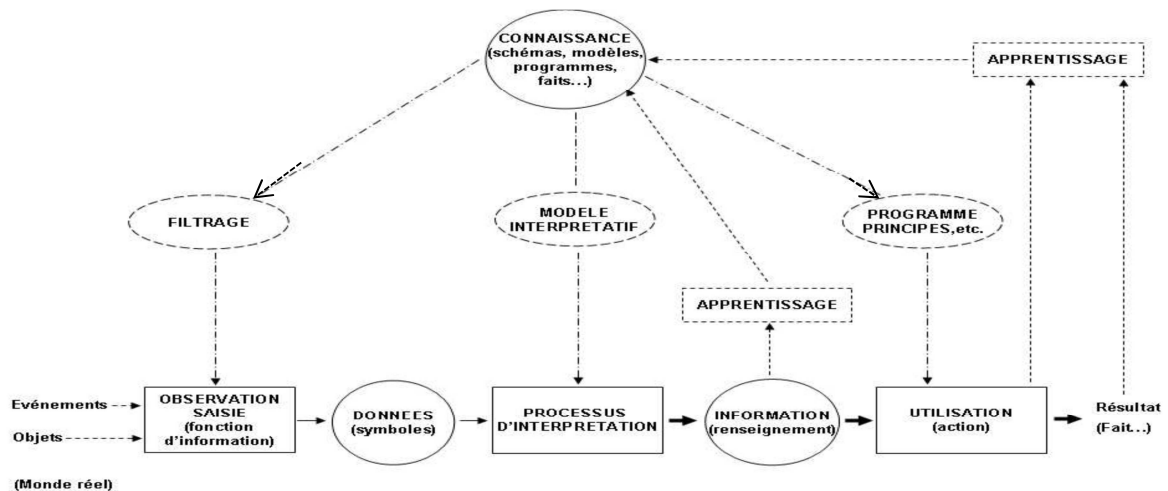 CONNAISSANCE
(schémas, modèles,
programmes,
faits...)
APPRENTISSAGE
FILTRAGE
MODELE
INTERPRETATIF
PROGRAMME
PRINCIPES,etc.
APPRENTISSAGE
Evénements
Objets
(Monde réel)
OBSERVATION
SAISIE
(fonction
d'information)
DONNEES
(symboles)
PROCESSUS
D'INTERPRETATION
INFORMATION
(renseignement)
UTILISATION
(action)
Résultat
(Fait...)